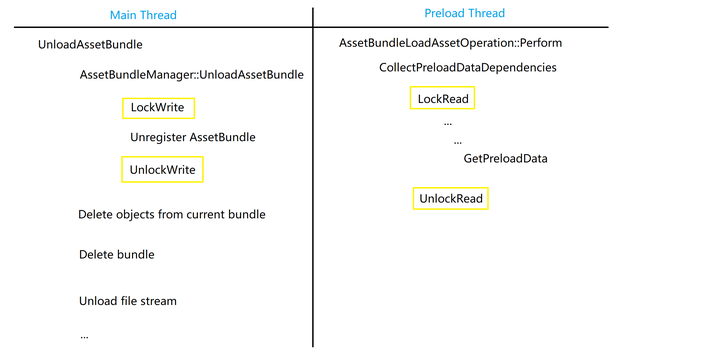 Main Thread
UnloadAssetBundle
AssetBundleManager::UnloadAssetBundle
LockWrite
Unregister AssetBundle
UnlockWrite
Delete objects from current bundle
Delete bundle
Unload file stream
...
Preload Thread
AssetBundleLoadAssetOperation::Perform
CollectPreloadDataDependencies
LockRead
...
...
GetPreloadData
UnlockRead